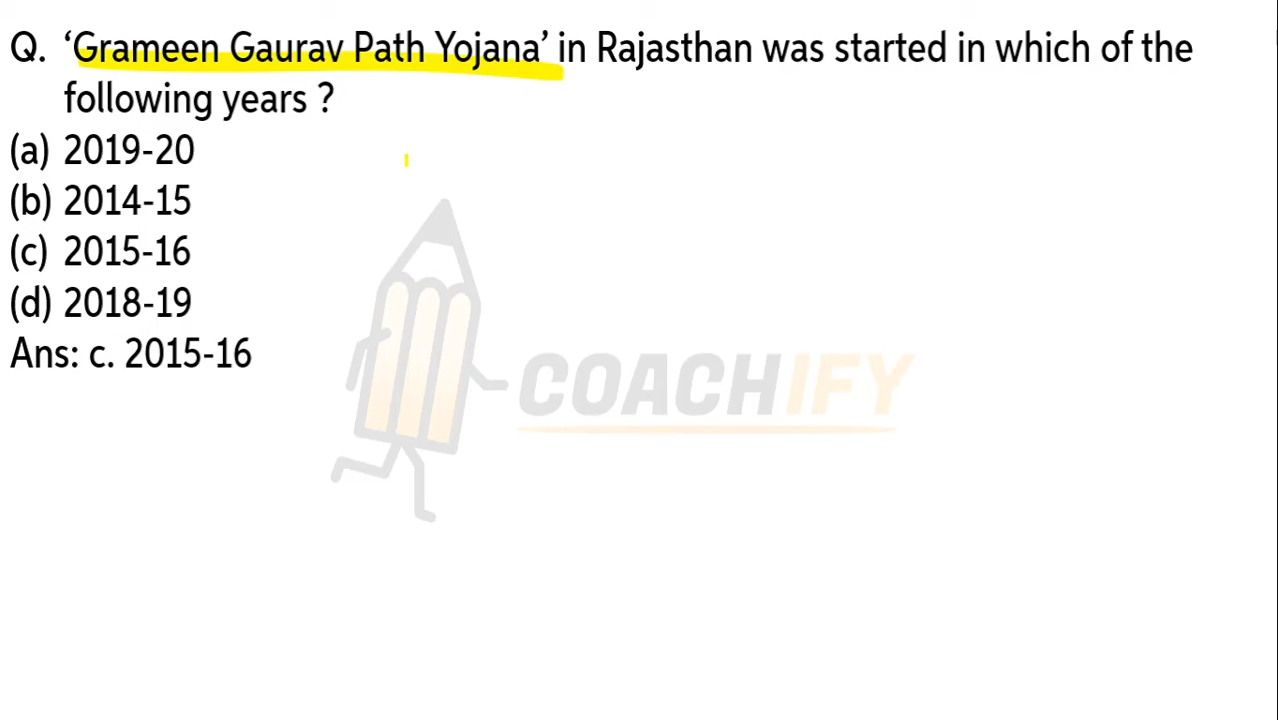 Q. ‘Grameen Gaurav Path Yojana’ in Rajasthan was started in which of the
following years ?
(a) 2019-20
(b) 2014-15
(c) 2015-16
(d) 2018-19
Ans: c. 2015-16
COACHIFY